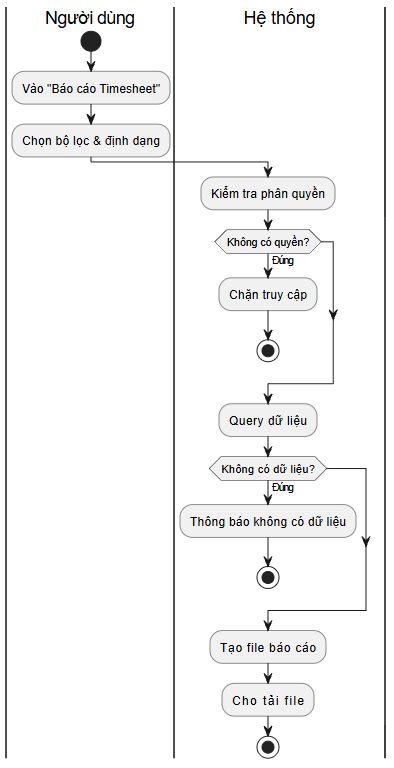 Người dùng
Hệ thống
Vào "Báo cáo Timesheet"
Chọn bộ lọc & định dạng
Kiểm tra phân quyền
Không có quyền?
Đúng
Chặn truy cập
Query dữ liệu
Không có dữ liệu?
Đúng
Thông báo không có dữ liệu
Tạo file báo cáo
Cho tải file